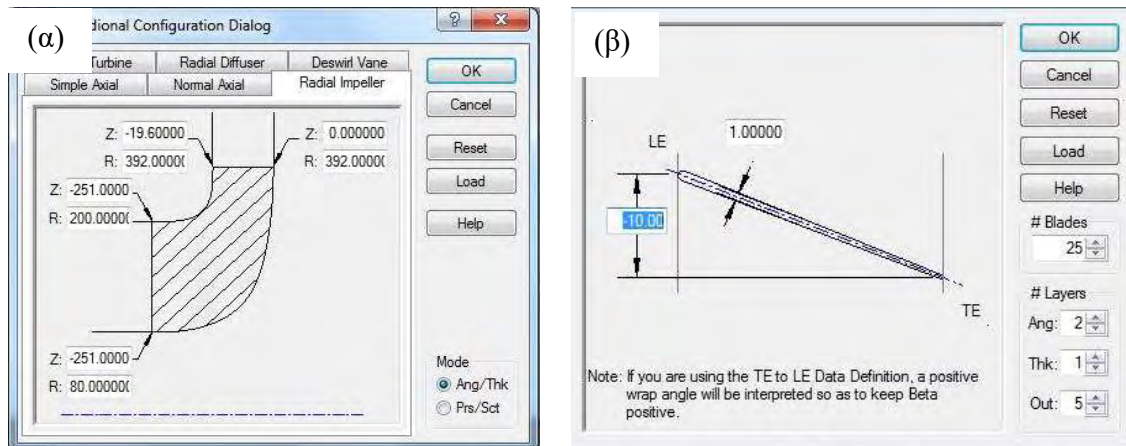 (α)
dional Configuration Dialog
Turbine
Radial Diffuser
Deswirl Vane
Simple Axial
Normal Axial
Radial Impeller
Z: -19.60000
R: 392.0000(
Z: 0.000000
R: 392.0000(
Z: -251.0000
R: 200.0000(
Z: -251.0000
R: 80.00000(
OK
Cancel
Reset
Load
Help
Mode
Ang/Thk
Prs/Sct
(β)
LE
1.00000
-10.00
TE
Note: If you are using the TE to LE Data Definition, a positive
wrap angle will be interpreted so as to keep Beta
positive.
OK
Cancel
Reset
Load
Help
# Blades
25
# Layers
Ang: 2
Thk: 1
Out: 5